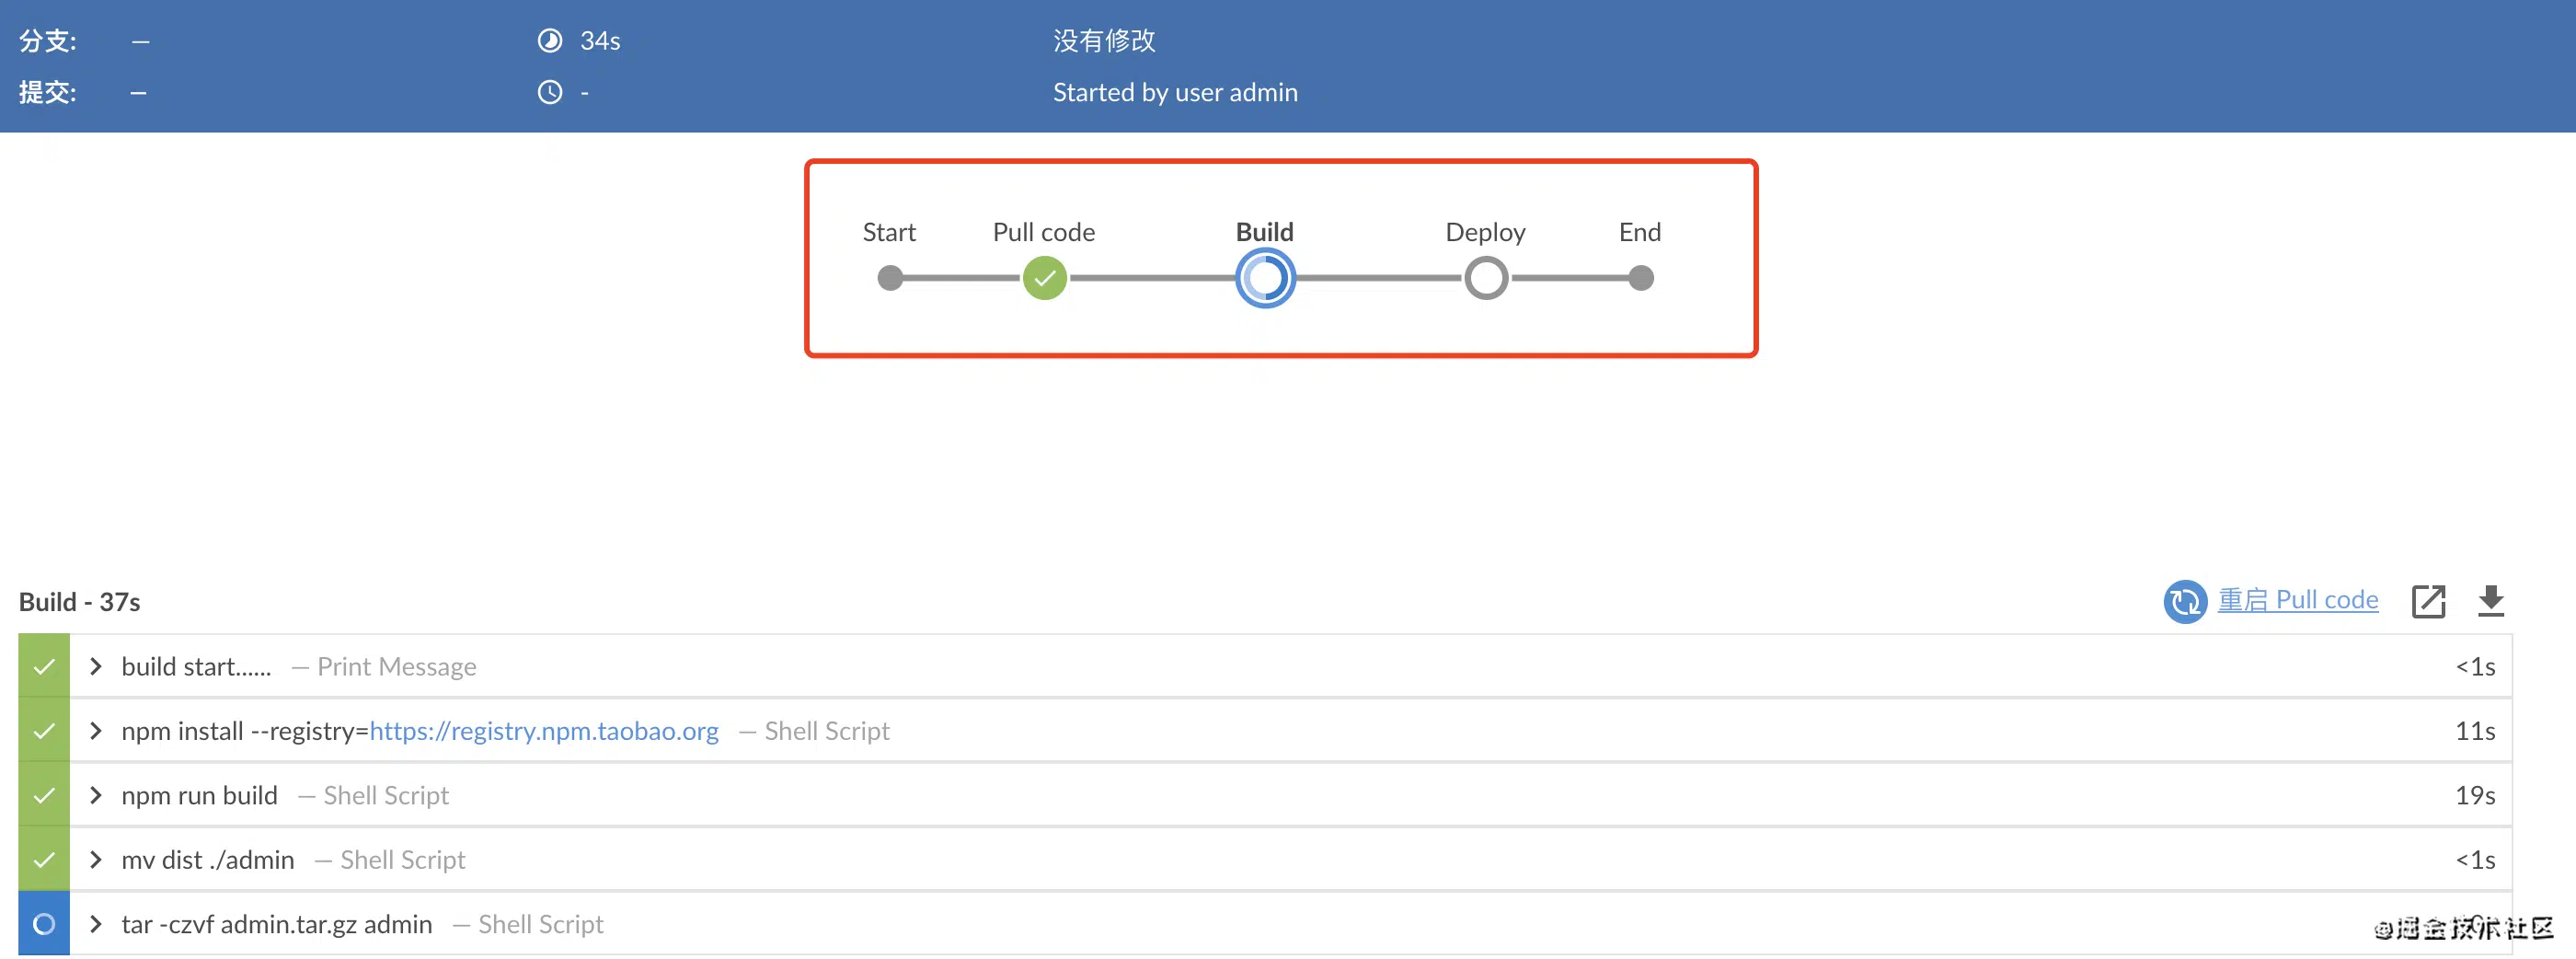 分支: — 34s 没有修改
提交: — - Started by user admin
Start Pull code Build Deploy End
Build - 37s 重启 Pull code
build start...... — Print Message <1s
npm install --registry=https://registry.npm.taobao.org — Shell Script 11s
npm run build — Shell Script 19s
mv dist ./admin — Shell Script <1s
tar -czvf admin.tar.gz admin — Shell Script
@掘金技术社区